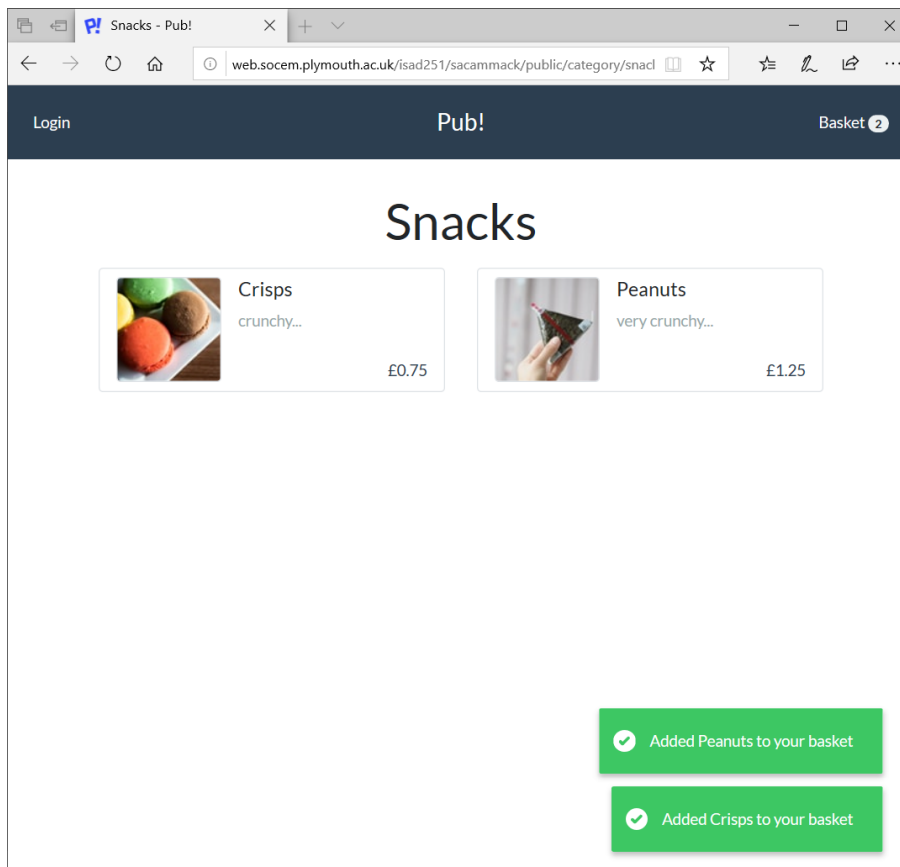 P! Snacks - Pub!
web.socem.plymouth.ac.uk/isad251/sacammack/public/category/snacl
Login
Pub!
Basket 2
Snacks
Crisps
crunchy...
£0.75
Peanuts
very crunchy...
£1.25
Added Peanuts to your basket
Added Crisps to your basket